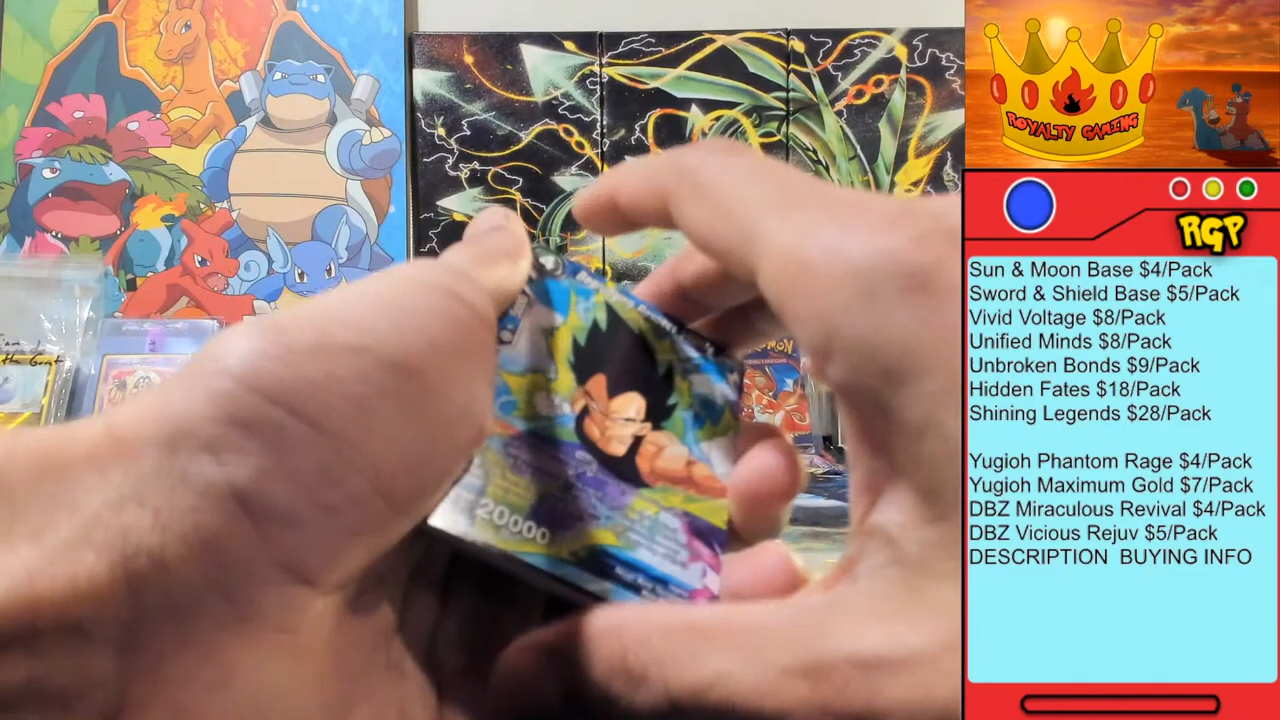 ROYALTY GAMING
RGP
Sun & Moon Base $4/Pack
Sword & Shield Base $5/Pack
Vivid Voltage $8/Pack
Unified Minds $8/Pack
Unbroken Bonds $9/Pack
Hidden Fates $18/Pack
Shining Legends $28/Pack
Yugioh Phantom Rage $4/Pack
Yugioh Maximum Gold $7/Pack
DBZ Miraculous Revival $4/Pack
DBZ Vicious Rejuv $5/Pack
DESCRIPTION BUYING INFO
the Great
20000